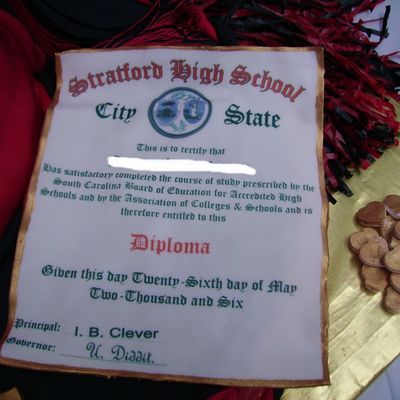 Stratford High School
City State
This is to certify that
Has satisfactory completed the course of study prescribed by the
South Carolina Board of Education for Accredited High
Schools and by the Association of Colleges & Schools and is
therefore entitled to this
Diploma
Given this day Twenty-Sixth day of May
Two-Thousand and Six
Principal: I. B. Clever
Governor: U. Diddit.